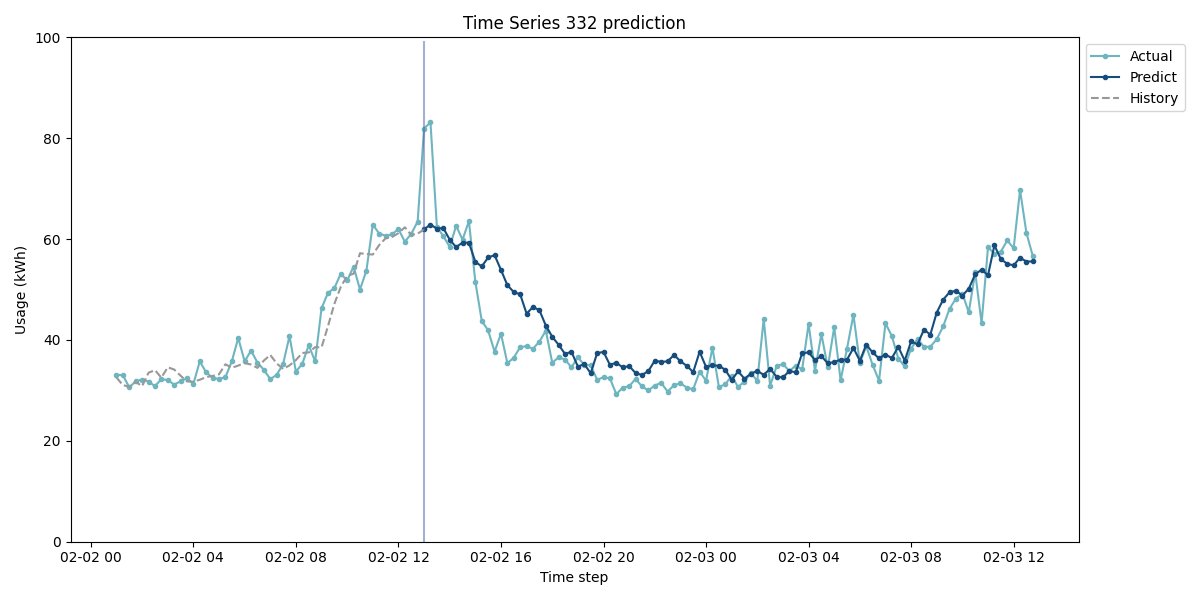 Time Series 332 prediction
100
80
60
40
20
0
Usage (kWh)
02-02 00 02-02 04 02-02 08 02-02 12 02-02 16 02-02 20 02-03 00 02-03 04 02-03 08 02-03 12
Time step
Actual
Predict
History